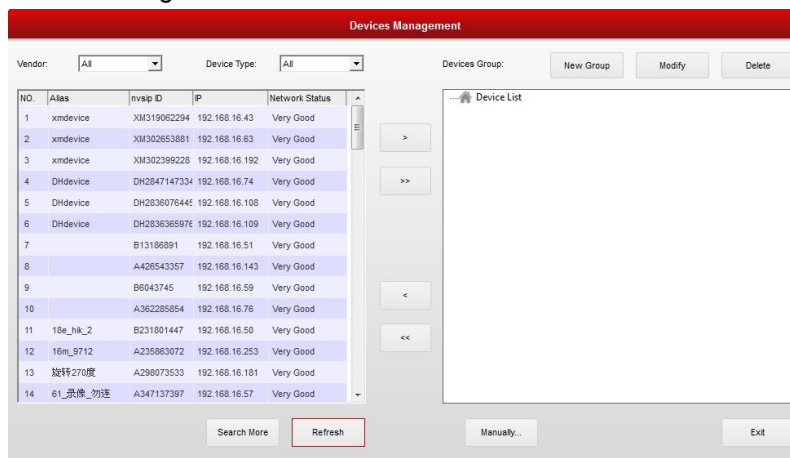 Devices Management
Vendor: All Device Type: All Devices Group: New Group Modify Delete
NO. Alias nvsip ID IP Network Status
Device List
1 xmdevice XM319062294 192.168.16.43 Very Good
2 xmdevice XM302653881 192.168.16.63 Very Good
>
3 xmdevice XM302399228 192.168.16.192 Very Good
4 DHdevice DH2847147334 192.168.16.74 Very Good
>>
5 DHdevice DH2836076445 192.168.16.108 Very Good
6 DHdevice DH2836365976 192.168.16.109 Very Good
7 B13186891 192.168.16.51 Very Good
8 A426543357 192.168.16.143 Very Good
9 B6043745 192.168.16.59 Very Good
<
10 A362285854 192.168.16.76 Very Good
11 18e_hik_2 B231801447 192.168.16.50 Very Good
<<
12 16m_9712 A235863072 192.168.16.253 Very Good
13 旋转270度 A298073533 192.168.16.181 Very Good
14 61_录像_勿连 A347137397 192.168.16.57 Very Good
Search More Refresh Manually... Exit